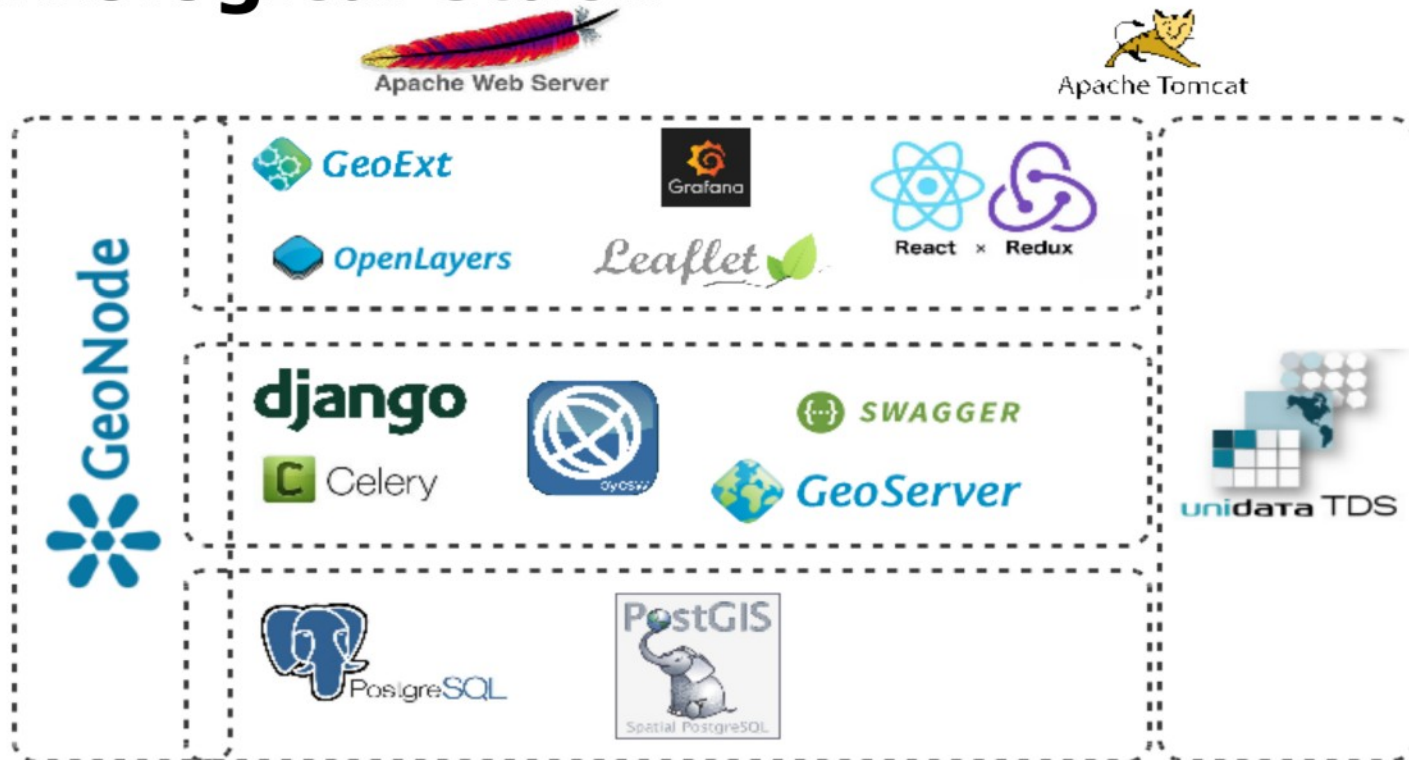 Apache Web Server
Apache Tomcat
GeoNode
GeoExt
Grafana
React × Redux
OpenLayers
Leaflet
django
SWAGGER
C Celery
pycsw
GeoServer
unidata TDS
PostgreSQL
PostGIS
Spatial PostgreSQL